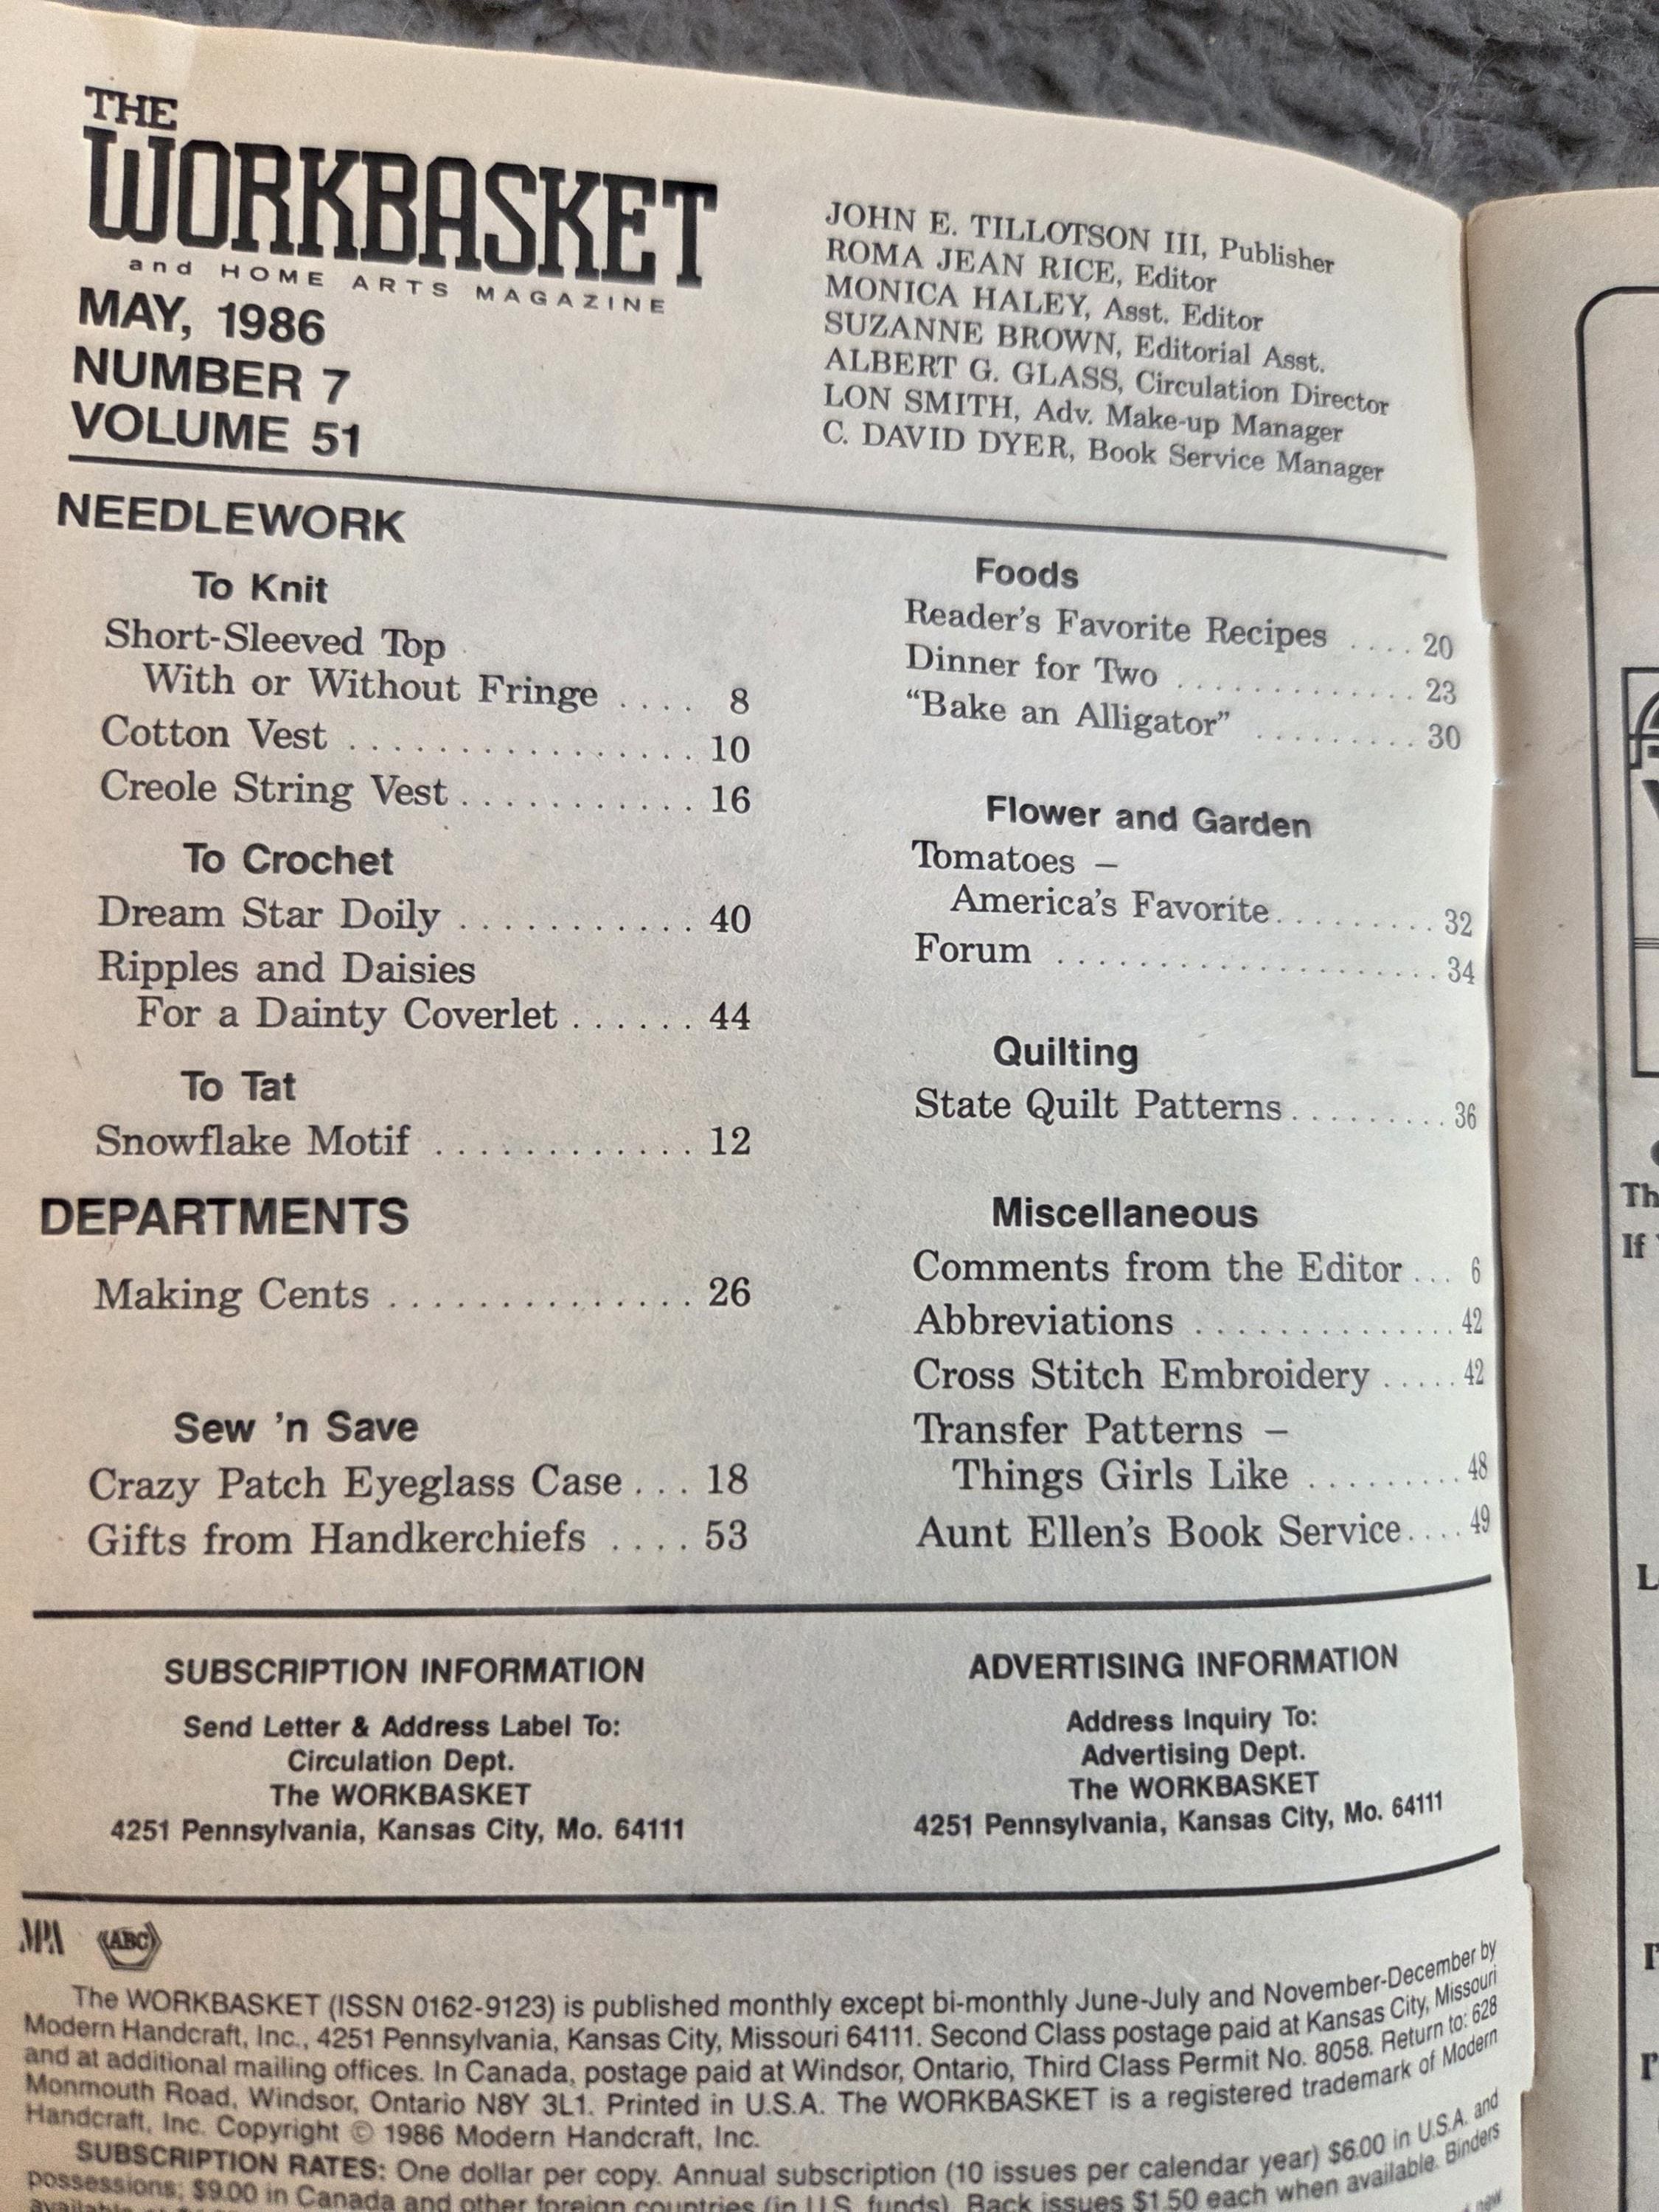 THE
WORKBASKET
and HOME ARTS MAGAZINE
MAY, 1986
NUMBER 7
VOLUME 51
JOHN E. TILLOTSON III, Publisher
ROMA JEAN RICE, Editor
MONICA HALEY, Asst. Editor
SUZANNE BROWN, Editorial Asst.
ALBERT G. GLASS, Circulation Director
LON SMITH, Adv. Make-up Manager
C. DAVID DYER, Book Service Manager
NEEDLEWORK
To Knit
Short-Sleeved Top
With or Without Fringe .... 8
Cotton Vest ................ 10
Creole String Vest ........... 16
To Crochet
Dream Star Doily ........... 40
Ripples and Daisies
For a Dainty Coverlet ...... 44
To Tat
Snowflake Motif ............ 12
DEPARTMENTS
Making Cents .............. 26
Sew 'n Save
Crazy Patch Eyeglass Case ... 18
Gifts from Handkerchiefs .... 53
Foods
Reader's Favorite Recipes .... 20
Dinner for Two ............. 23
"Bake an Alligator" ......... 30
Flower and Garden
Tomatoes –
America's Favorite ......... 32
Forum .................... 34
Quilting
State Quilt Patterns ......... 36
Miscellaneous
Comments from the Editor ... 6
Abbreviations .............. 42
Cross Stitch Embroidery ..... 42
Transfer Patterns –
Things Girls Like ......... 48
Aunt Ellen's Book Service .... 49
SUBSCRIPTION INFORMATION
Send Letter & Address Label To:
Circulation Dept.
The WORKBASKET
4251 Pennsylvania, Kansas City, Mo. 64111
ADVERTISING INFORMATION
Address Inquiry To:
Advertising Dept.
The WORKBASKET
4251 Pennsylvania, Kansas City, Mo. 64111
MPA ABC
The WORKBASKET (ISSN 0162-9123) is published monthly except bi-monthly June-July and November-December by
Modern Handcraft, Inc., 4251 Pennsylvania, Kansas City, Missouri 64111. Second Class postage paid at Kansas City, Missouri
and at additional mailing offices. In Canada, postage paid at Windsor, Ontario, Third Class Permit No. 8058. Return to: 628
Monmouth Road, Windsor, Ontario N8Y 3L1. Printed in U.S.A. The WORKBASKET is a registered trademark of Modern
Handcraft, Inc. Copyright © 1986 Modern Handcraft, Inc.
SUBSCRIPTION RATES: One dollar per copy. Annual subscription (10 issues per calendar year) $6.00 in U.S.A. and
possessions; $9.00 in Canada and other foreign countries (in U.S. funds). Back issues $1.50 each when available. Binders
Th
If